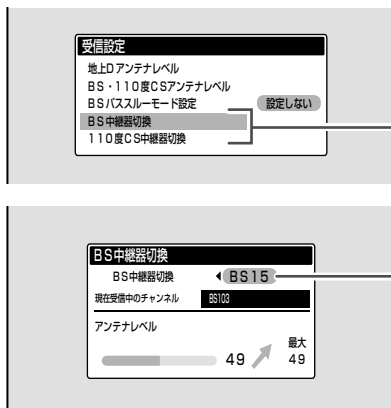 受信設定
地上Dアンテナレベル
BS・110度CSアンテナレベル
BSパススルーモード設定 設定しない
BS中継器切換
110度CS中継器切換
BS中継器切換
BS中継器切換 BS15
現在受信中のチャンネル BS103
アンテナレベル
最大
49 49